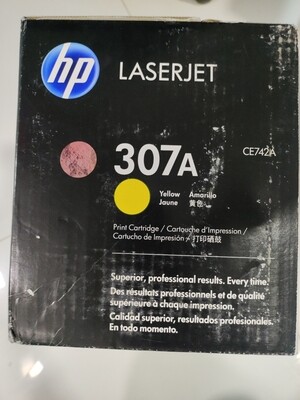 hp LASERJET
307A CE742A
Yellow Amarillo
Jaune 黄色
Print Cartridge / Cartouche d'Impression /
Cartucho de Impresión / 打印硒鼓
Superior, professional results. Every time.
Des résultats professionnels et de qualité
supérieure à chaque impression.
Calidad superior, resultados profesionales.
En todo momento.